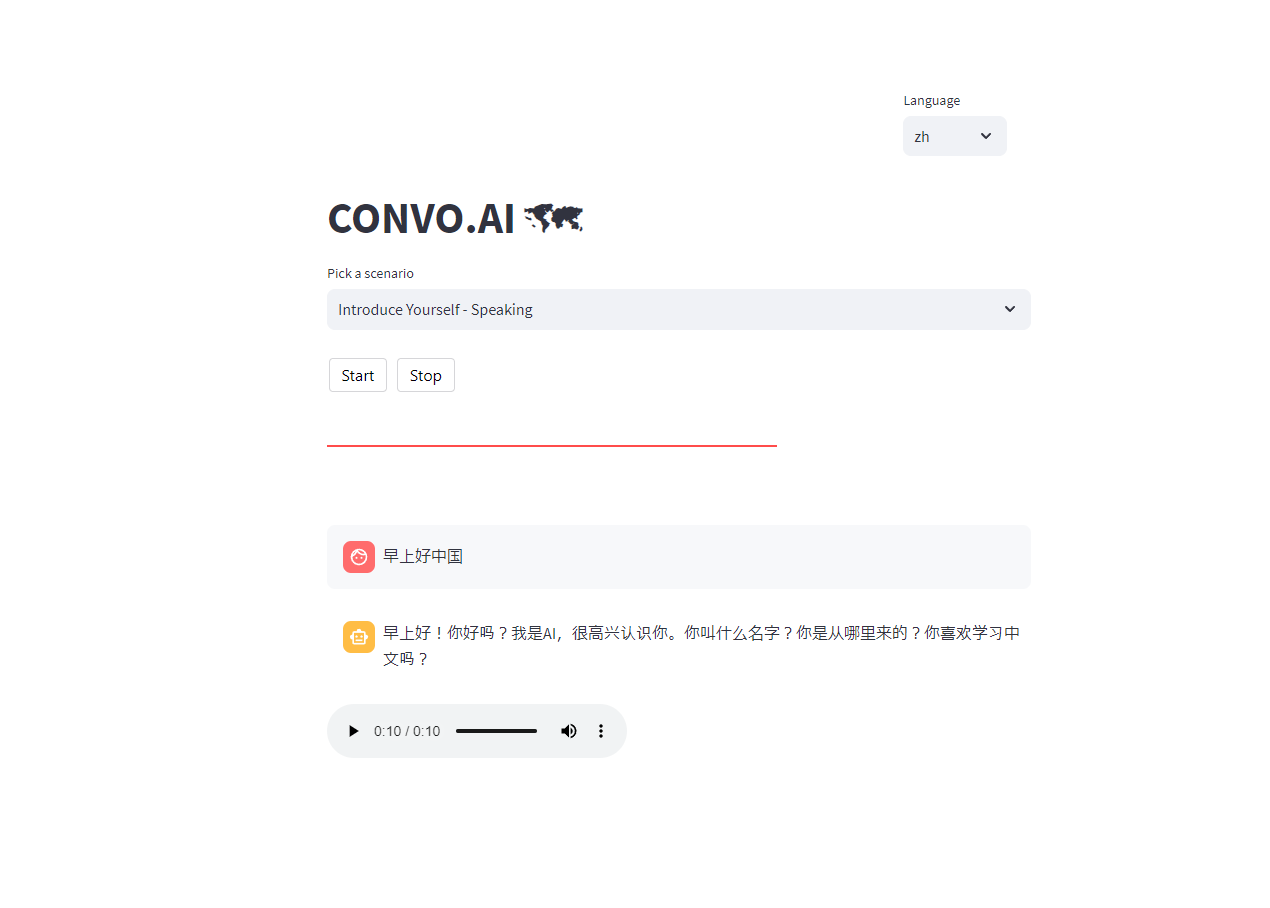 Language
zh
CONVO.AI
Pick a scenario
Introduce Yourself - Speaking
Start Stop
早上好中国
早上好！你好吗？我是AI，很高兴认识你。你叫什么名字？你是从哪里来的？你喜欢学习中
文吗？
0:10 / 0:10